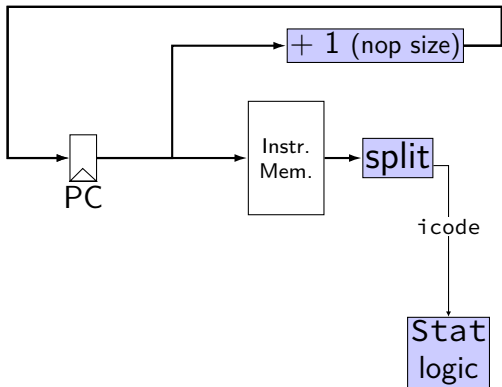 + 1 (nop size)
Instr.
Mem.
split
PC
icode
Stat
logic